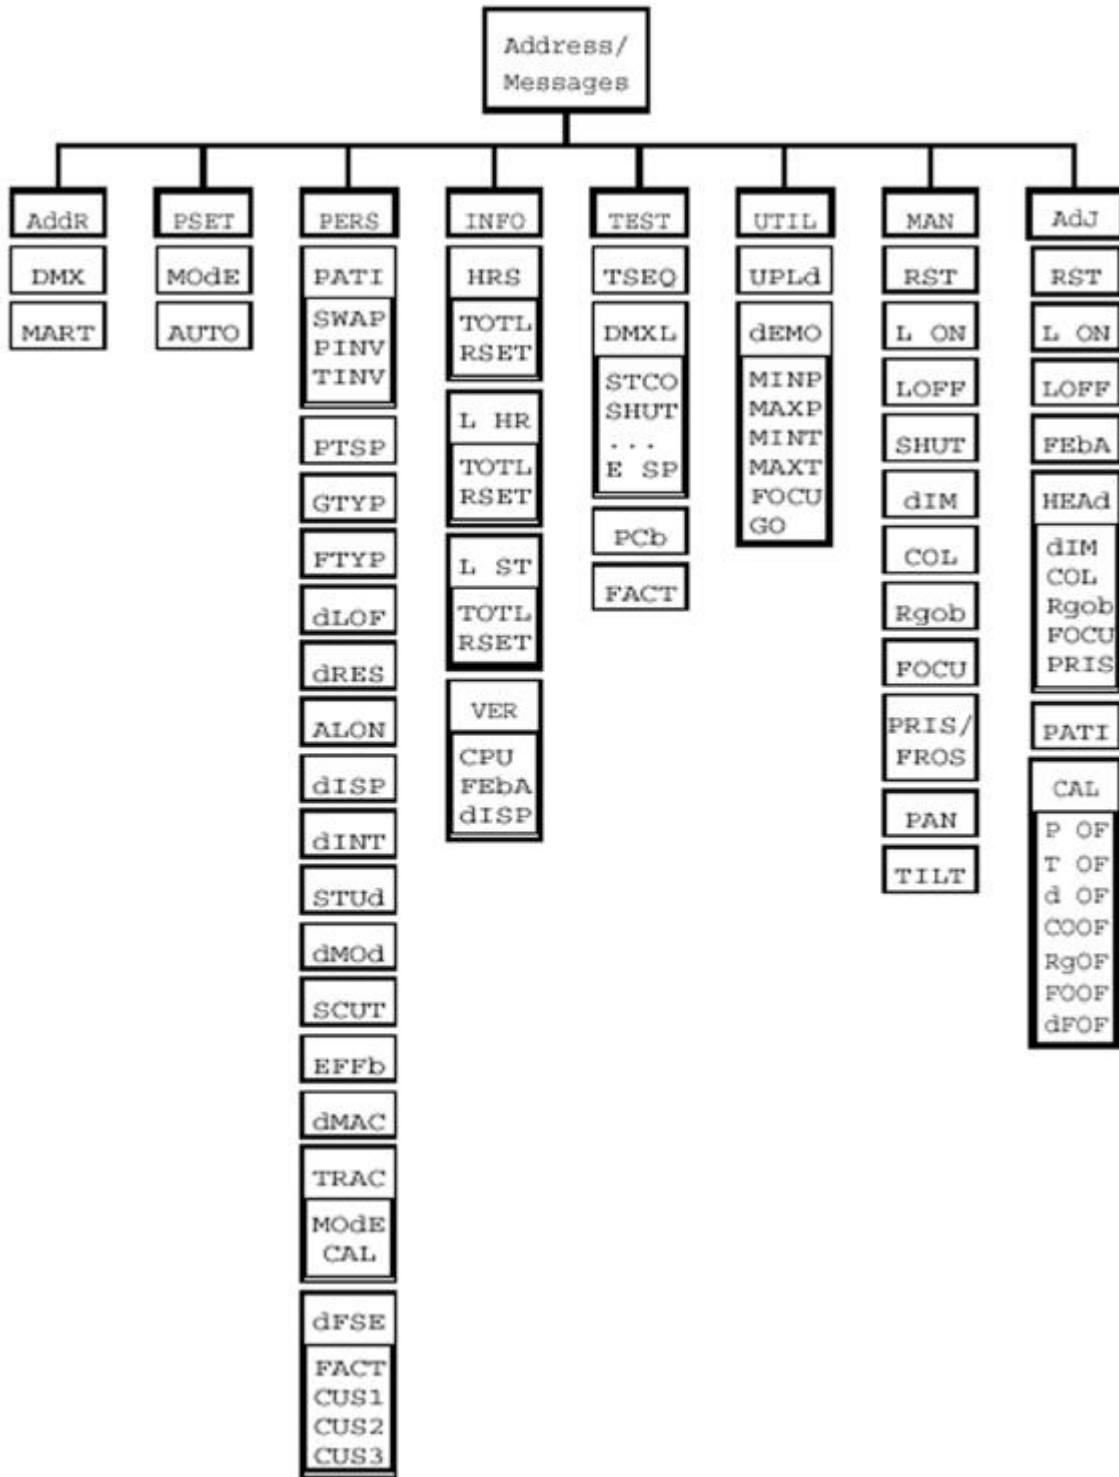 Address/
Messages
AddR
DMX
MART
PSET
MOdE
AUTO
PERS
PATI
SWAP
PINV
TINV
PTSP
GTYP
FTYP
dLOF
dRES
ALON
dISP
dINT
STUd
dMOd
SCUT
EFFb
dMAC
TRAC
MOdE
CAL
dFSE
FACT
CUS1
CUS2
CUS3
INFO
HRS
TOTL
RSET
L HR
TOTL
RSET
L ST
TOTL
RSET
VER
CPU
FEbA
dISP
TEST
TSEQ
DMXL
STCO
SHUT
...
E SP
PCb
FACT
UTIL
UPLd
dEMO
MINP
MAXP
MINT
MAXT
FOCU
GO
MAN
RST
L ON
LOFF
SHUT
dIM
COL
Rgob
FOCU
PRIS/
FROS
PAN
TILT
AdJ
RST
L ON
LOFF
FEbA
HEAd
dIM
COL
Rgob
FOCU
PRIS
PATI
CAL
P OF
T OF
d OF
COOF
RgOF
FOOF
dFOF